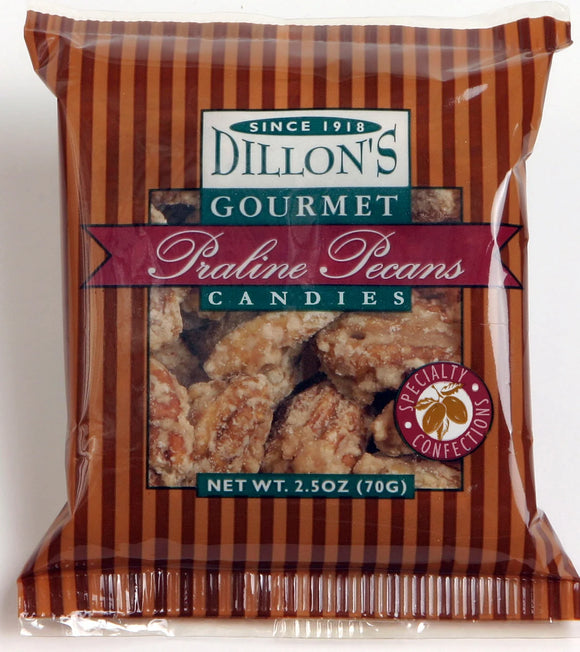 SINCE 1918
DILLON'S
GOURMET
Praline Pecans
CANDIES
SPECIALTY
CONFECTIONS
NET WT. 2.5OZ (70G)